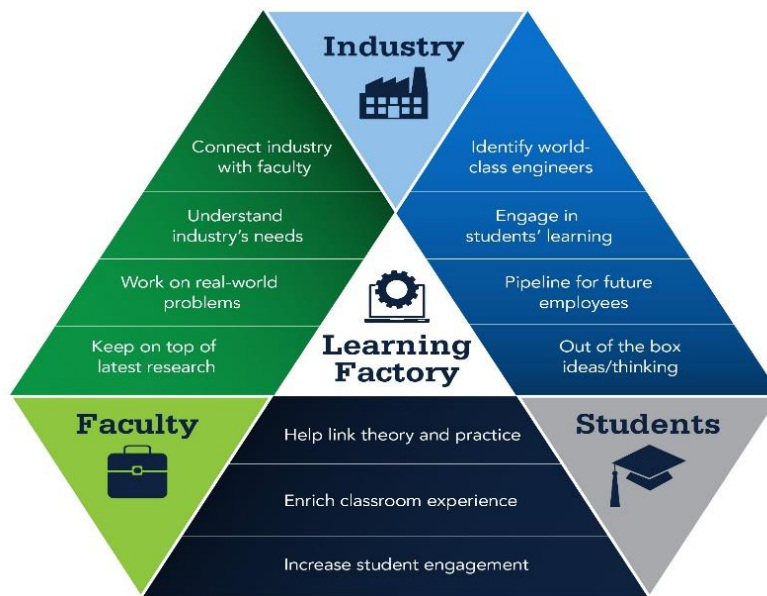 Industry
Connect industry
with faculty
Understand
industry's needs
Work on real-world
problems
Keep on top of
latest research
Identify world-
class engineers
Engage in
students' learning
Pipeline for future
employees
Out of the box
ideas/thinking
Learning
Factory
Faculty
Help link theory and practice
Enrich classroom experience
Increase student engagement
Students